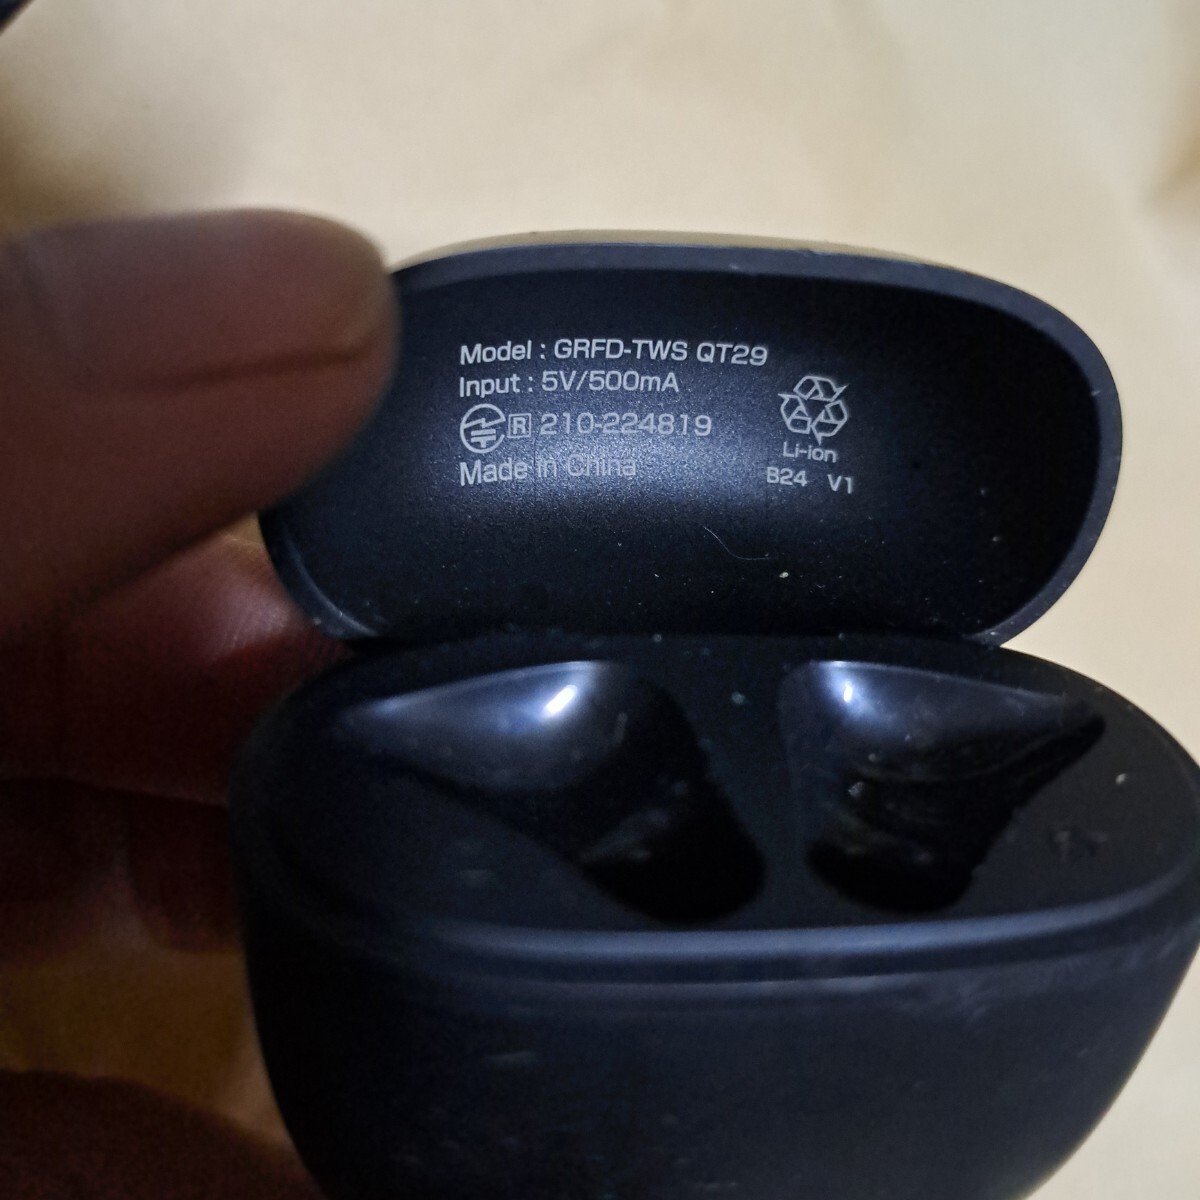 Model : GRFD-TWS QT29
Input : 5V/500mA
R 210-224819
Made in China
Li-ion
B24 V1